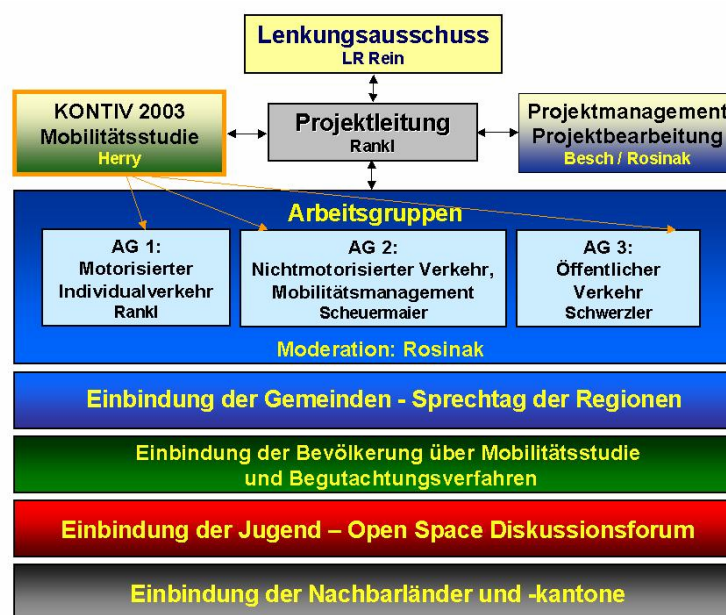 Lenkungsausschuss
LR Rein
KONTIV 2003
Mobilitätsstudie
Herry
Projektleitung
Rankl
Projektmanagement
Projektbearbeitung
Besch / Rosinak
Arbeitsgruppen
AG 1:
Motorisierter
Individualverkehr
Rankl
AG 2:
Nichtmotorisierter Verkehr,
Mobilitätsmanagement
Scheuermaier
AG 3:
Öffentlicher
Verkehr
Schwerzler
Moderation: Rosinak
Einbindung der Gemeinden - Sprechtag der Regionen
Einbindung der Bevölkerung über Mobilitätsstudie
und Begutachtungsverfahren
Einbindung der Jugend – Open Space Diskussionsforum
Einbindung der Nachbarländer und -kantone